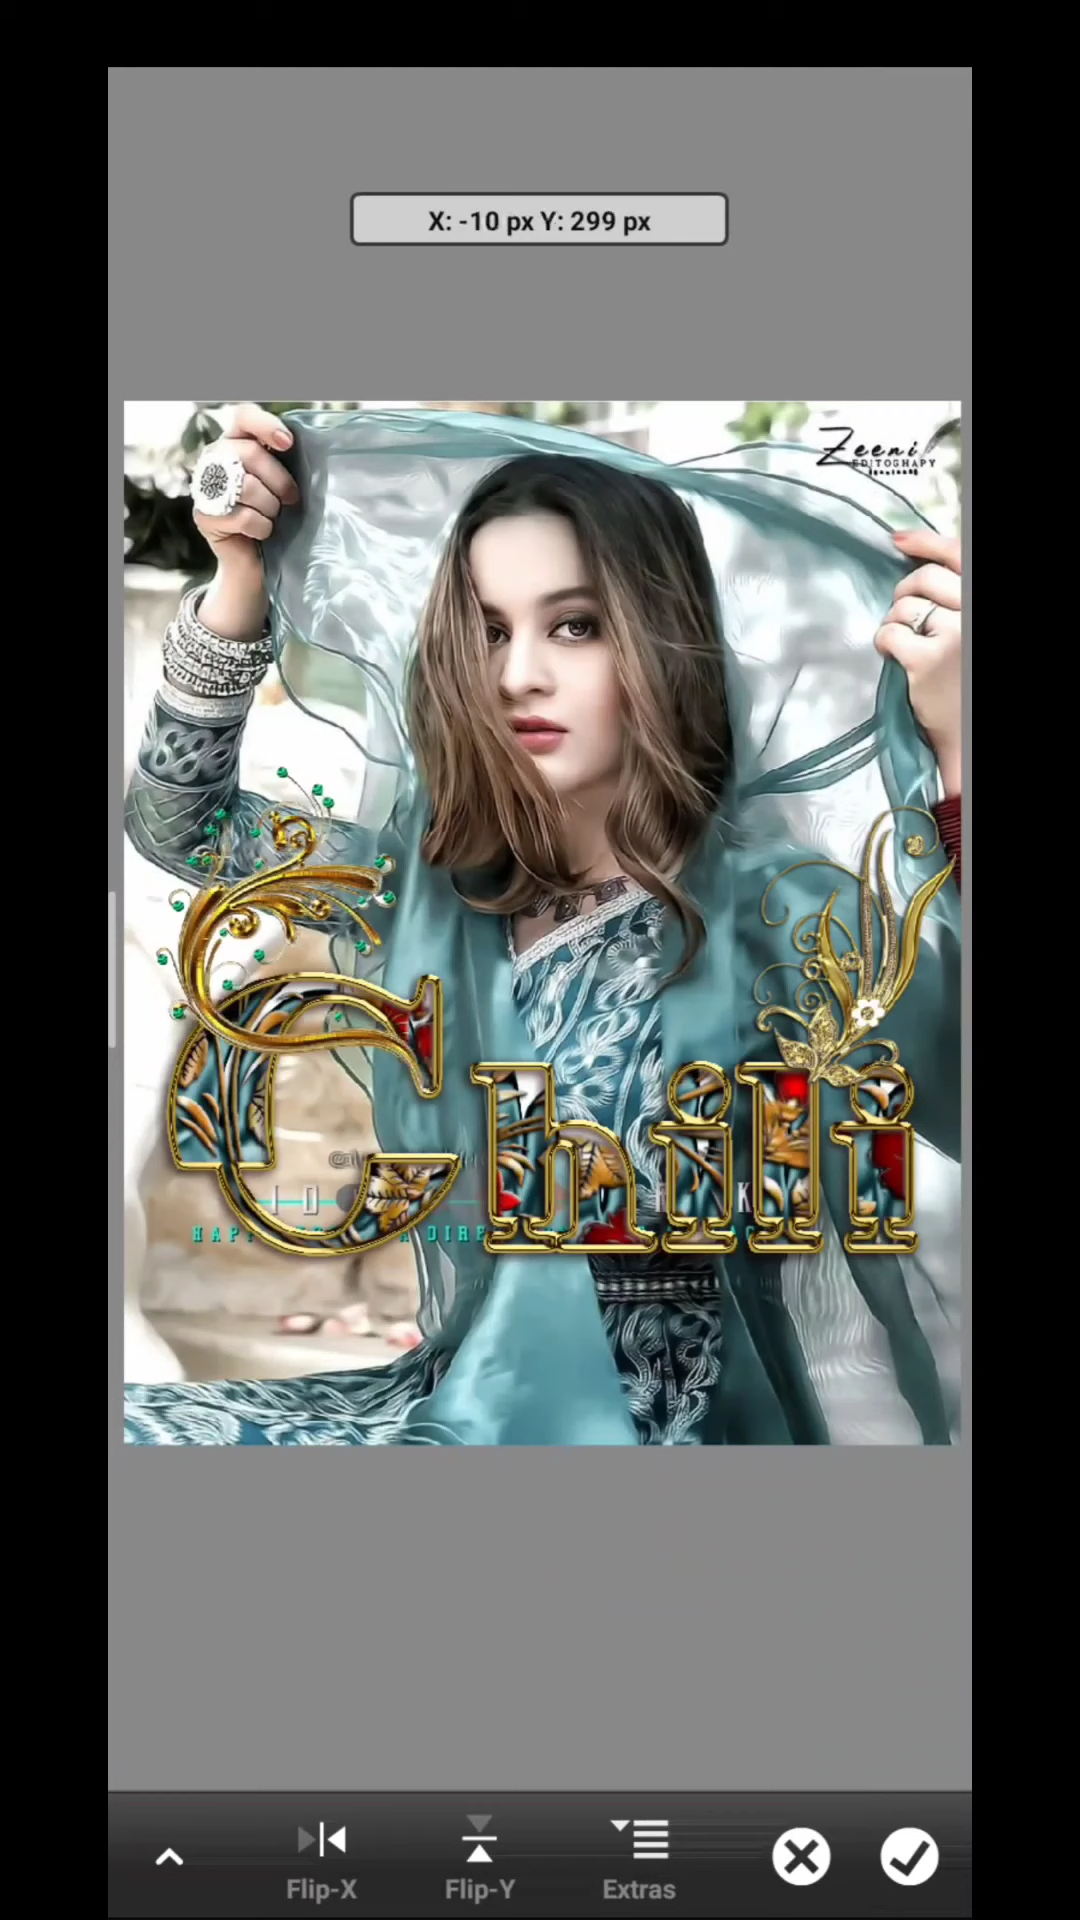 X: -10 px Y: 299 px
Zeeni
EDITOGHAPY
Chili
Flip-X
Flip-Y
Extras